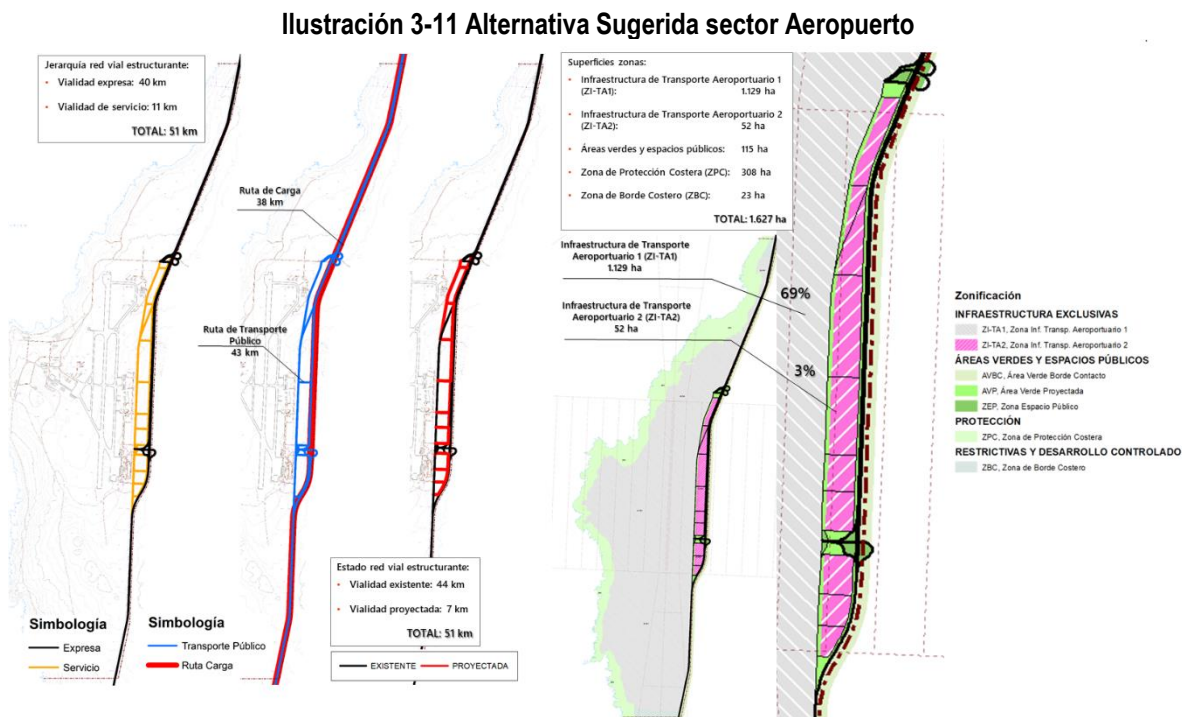 Ilustración 3-11 Alternativa Sugerida sector Aeropuerto
Jerarquía red vial estructurante:
• Vialidad expresa: 40 km
• Vialidad de servicio: 11 km
TOTAL: 51 km
Ruta de Carga
38 km
Ruta de Transporte
Público
43 km
Estado red vial estructurante:
• Vialidad existente: 44 km
• Vialidad proyectada: 7 km
TOTAL: 51 km
Simbología
Expresa
Servicio
Simbología
Transporte Público
Ruta Carga
EXISTENTE
PROYECTADA
Superficies zonas:
• Infraestructura de Transporte Aeroportuario 1
(ZI-TA1): 1.129 ha
• Infraestructura de Transporte Aeroportuario 2
(ZI-TA2): 52 ha
• Áreas verdes y espacios públicos: 115 ha
• Zona de Protección Costera (ZPC): 308 ha
• Zona de Borde Costero (ZBC): 23 ha
TOTAL: 1.627 ha
Infraestructura de Transporte
Aeroportuario 1 (ZI-TA1)
1.129 ha
69%
Infraestructura de Transporte
Aeroportuario 2 (ZI-TA2)
52 ha
3%
Zonificación
INFRAESTRUCTURA EXCLUSIVAS
ZI-TA1, Zona Inf. Transp. Aeroportuario 1
ZI-TA2, Zona Inf. Transp. Aeroportuario 2
ÁREAS VERDES Y ESPACIOS PÚBLICOS
AVBC, Área Verde Borde Contacto
AVP, Área Verde Proyectada
ZEP, Zona Espacio Público
PROTECCIÓN
ZPC, Zona de Protección Costera
RESTRICTIVAS Y DESARROLLO CONTROLADO
ZBC, Zona de Borde Costero